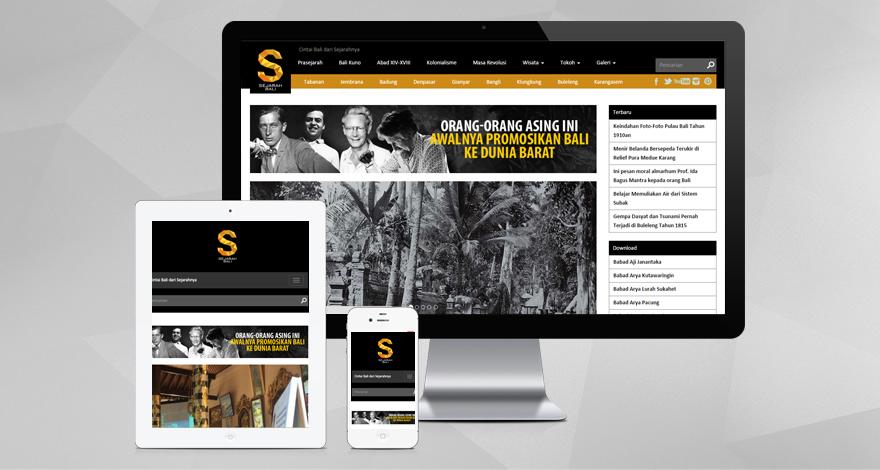 Cintai Bali dari Sejarahnya
SEJARAH
BALI
Prasejarah Bali Kuno Abad XIV-XVIII Kolonialisme Masa Revolusi Wisata Tokoh Galeri
Pencarian
Tabanan Jembrana Badung Denpasar Gianyar Bangli Klungkung Buleleng Karangasem
YouTube
ORANG-ORANG ASING INI
AWALNYA PROMOSIKAN BALI
KE DUNIA BARAT
Terbaru
Keindahan Foto-Foto Pulau Bali Tahun
1910an
Menir Belanda Bersepeda Terukir di
Relief Pura Medue Karang
Ini pesan moral almarhum Prof. Ida
Bagus Mantra kepada orang Bali
Belajar Memuliakan Air dari Sistem
Subak
Gempa Dasyat dan Tsunami Pernah
Terjadi di Buleleng Tahun 1815
Download
Babad Aji Janantaka
Babad Arya Kutawaringin
Babad Arya Lurah Sukahet
Babad Arya Pacung
SEJARAH
BALI
Cintai Bali dari Sejarahnya
ORANG-ORANG ASING INI
AWALNYA PROMOSIKAN BALI
KE DUNIA BARAT
SEJARAH
BALI
Cintai Bali dari Sejarahnya